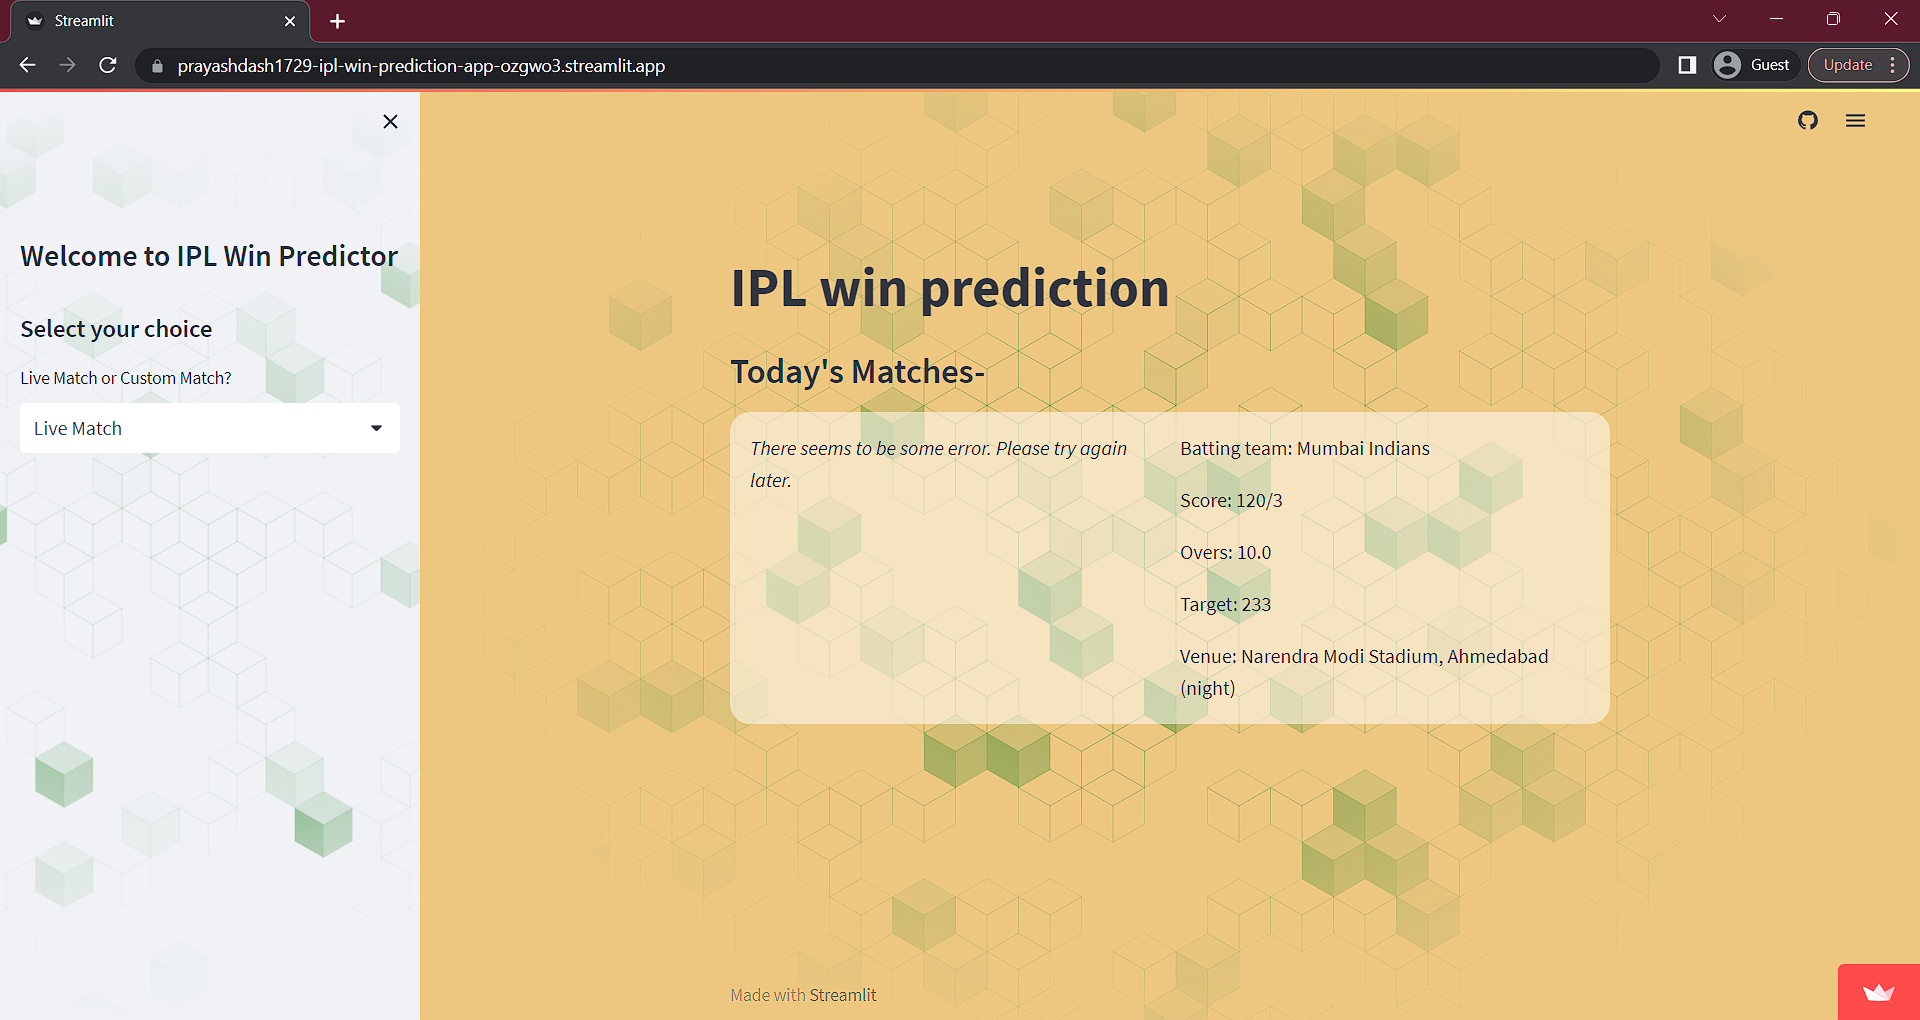 Streamlit
prayashdash1729-ipl-win-prediction-app-ozgwo3.streamlit.app
Guest
Update
Welcome to IPL Win Predictor
Select your choice
Live Match or Custom Match?
Live Match
IPL win prediction
Today's Matches-
There seems to be some error. Please try again
later.
Batting team: Mumbai Indians
Score: 120/3
Overs: 10.0
Target: 233
Venue: Narendra Modi Stadium, Ahmedabad
(night)
Made with Streamlit